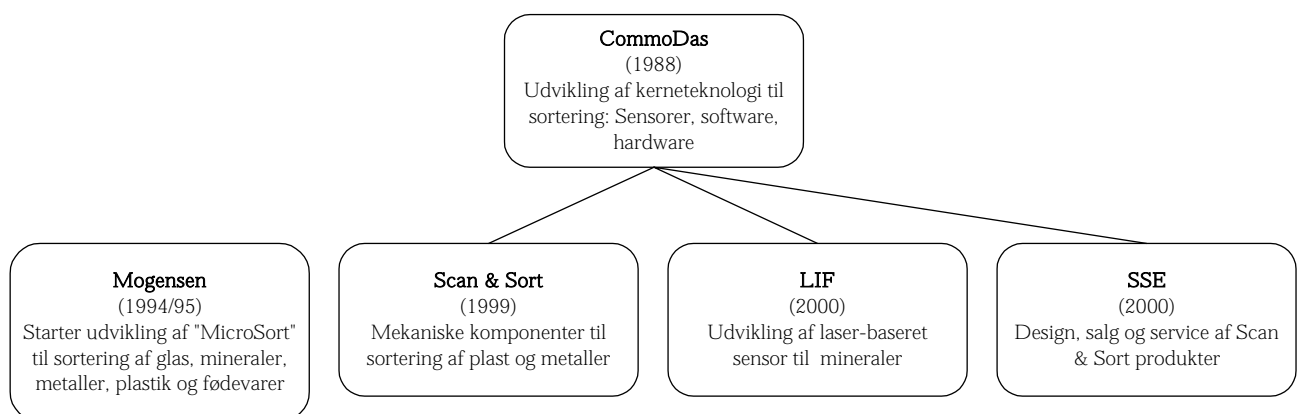 CommoDas
(1988)
Udvikling af kerneteknologi til
sortering: Sensorer, software,
hardware
Mogensen
(1994/95)
Starter udvikling af "MicroSort"
til sortering af glas, mineraler,
metaller, plastik og fødevarer
Scan & Sort
(1999)
Mekaniske komponenter til
sortering af plast og metaller
LIF
(2000)
Udvikling af laser-baseret
sensor til mineraler
SSE
(2000)
Design, salg og service af Scan
& Sort produkter